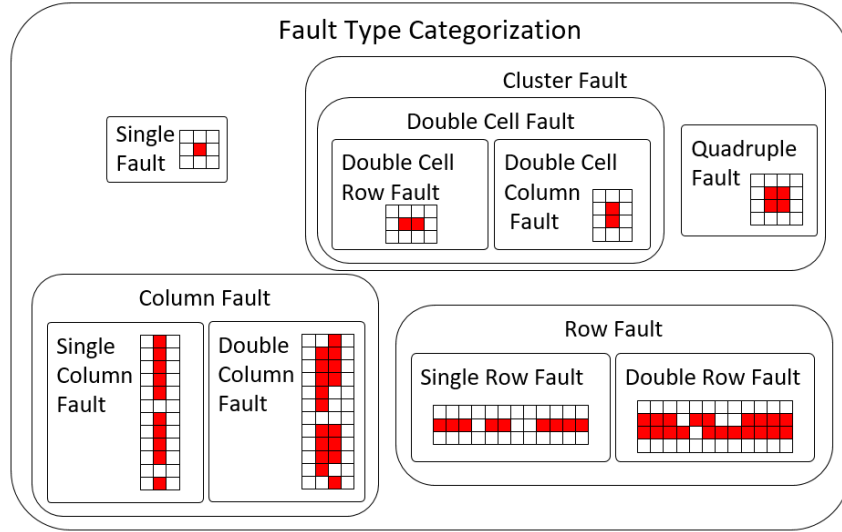 Fault Type Categorization
Cluster Fault
Double Cell Fault
Single
Fault
Double Cell
Row Fault
Double Cell
Column
Fault
Quadruple
Fault
Column Fault
Single
Column
Fault
Double
Column
Fault
Row Fault
Single Row Fault
Double Row Fault